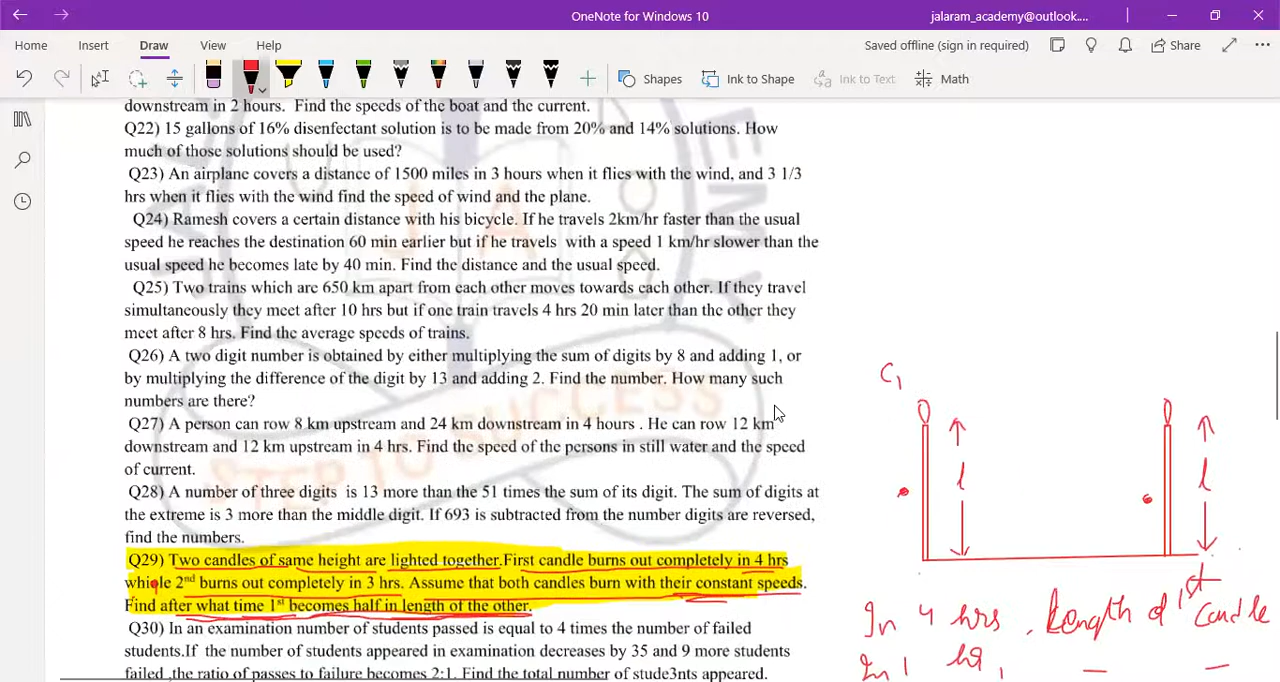 OneNote for Windows 10
jalaram_academy@outlook....
Home Insert Draw View Help
Saved offline (sign in required)
Share
Shapes
Ink to Shape
Ink to Text
Math
downstream in 2 hours. Find the speeds of the boat and the current.
Q22) 15 gallons of 16% disenfectant solution is to be made from 20% and 14% solutions. How
much of those solutions should be used?
Q23) An airplane covers a distance of 1500 miles in 3 hours when it flies with the wind, and 3 1/3
hrs when it flies with the wind find the speed of wind and the plane.
Q24) Ramesh covers a certain distance with his bicycle. If he travels 2km/hr faster than the usual
speed he reaches the destination 60 min earlier but if he travels with a speed 1 km/hr slower than the
usual speed he becomes late by 40 min. Find the distance and the usual speed.
Q25) Two trains which are 650 km apart from each other moves towards each other. If they travel
simultaneously they meet after 10 hrs but if one train travels 4 hrs 20 min later than the other they
meet after 8 hrs. Find the average speeds of trains.
Q26) A two digit number is obtained by either multiplying the sum of digits by 8 and adding 1, or
by multiplying the difference of the digit by 13 and adding 2. Find the number. How many such
numbers are there?
Q27) A person can row 8 km upstream and 24 km downstream in 4 hours . He can row 12 km
downstream and 12 km upstream in 4 hrs. Find the speed of the persons in still water and the speed
of current.
Q28) A number of three digits is 13 more than the 51 times the sum of its digit. The sum of digits at
the extreme is 3 more than the middle digit. If 693 is subtracted from the number digits are reversed,
find the numbers.
Q29) Two candles of same height are lighted together.First candle burns out completely in 4 hrs
while 2nd burns out completely in 3 hrs. Assume that both candles burn with their constant speeds.
Find after what time 1st becomes half in length of the other.
Q30) In an examination number of students passed is equal to 4 times the number of failed
students.If the number of students appeared in examination decreases by 35 and 9 more students
failed ,the ratio of passes to failure becomes 2:1. Find the total number of stude3nts appeared.
C1
l l
In 4 hrs, Length of 1st candle
In 1 hr, — —
J A
EMY
STEP TO SUCCESS